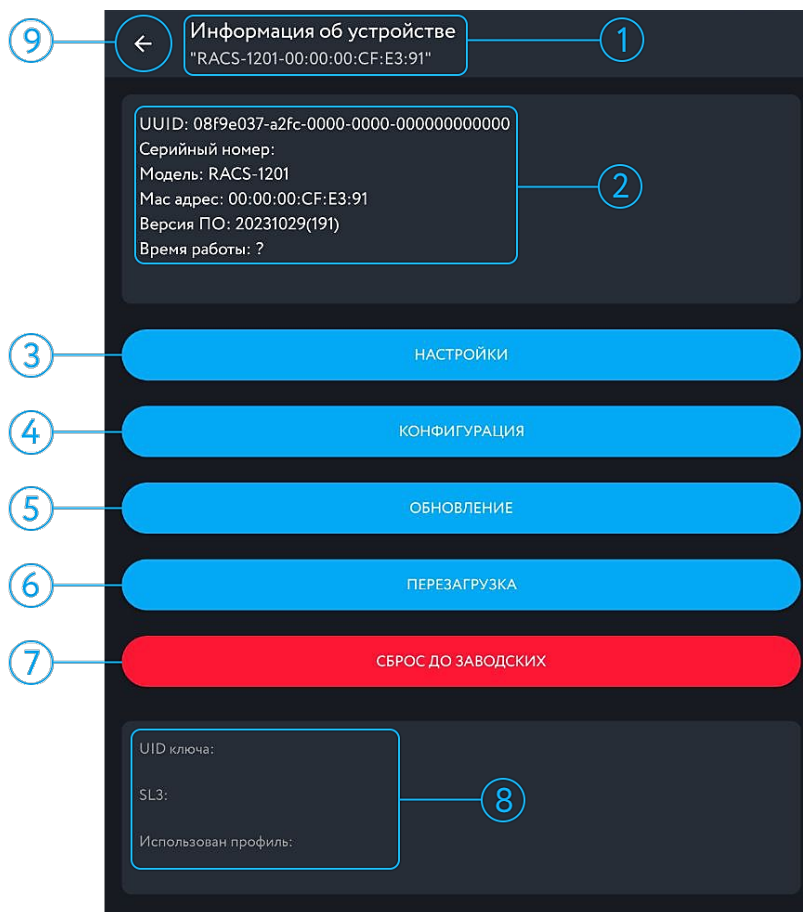 9
Информация об устройстве
"RACS-1201-00:00:00:CF:E3:91"
1
UUID: 08f9e037-a2fc-0000-0000-000000000000
Серийный номер:
Модель: RACS-1201
Mac адрес: 00:00:00:CF:E3:91
Версия ПО: 20231029(191)
Время работы: ?
2
3
НАСТРОЙКИ
4
КОНФИГУРАЦИЯ
5
ОБНОВЛЕНИЕ
6
ПЕРЕЗАГРУЗКА
7
СБРОС ДО ЗАВОДСКИХ
UID ключа:
SL3:
8
Использован профиль: